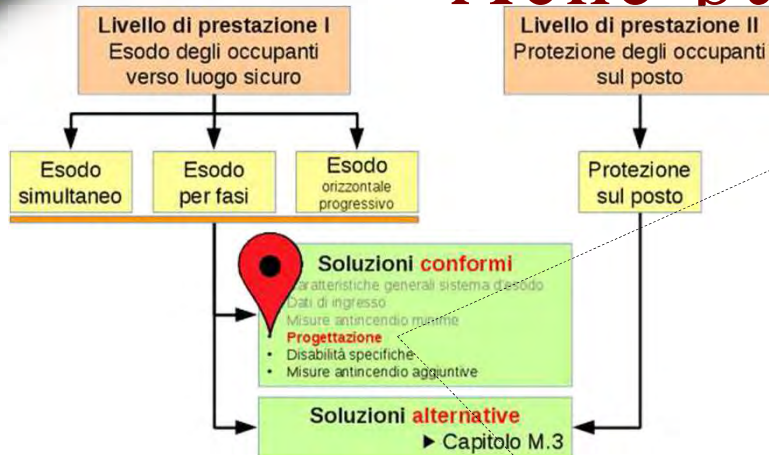 Livello di prestazione I
Esodo degli occupanti
verso luogo sicuro
Livello di prestazione II
Protezione degli occupanti
sul posto
Esodo
simultaneo
Esodo
per fasi
Esodo
orizzontale
progressivo
Protezione
sul posto
Soluzioni conformi
aratteristiche generali sistema d'esodo
Dati di ingresso
Misure antincendio minime
• Progettazione
• Disabilità specifiche
• Misure antincendio aggiuntive
Soluzioni alternative
▶ Capitolo M.3